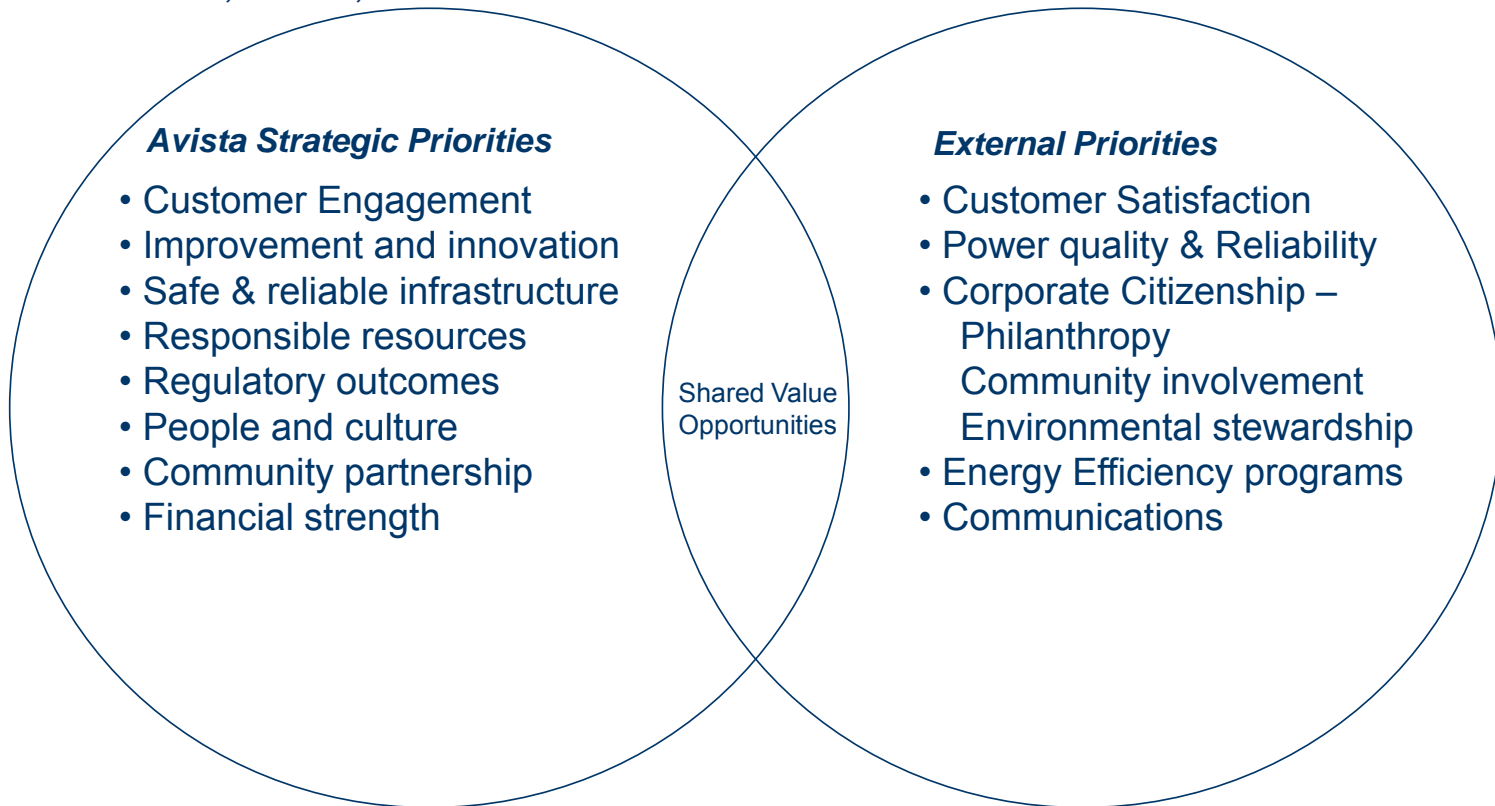 Avista Strategic Priorities
• Customer Engagement
• Improvement and innovation
• Safe & reliable infrastructure
• Responsible resources
• Regulatory outcomes
• People and culture
• Community partnership
• Financial strength
Shared Value
Opportunities
External Priorities
• Customer Satisfaction
• Power quality & Reliability
• Corporate Citizenship –
Philanthropy
Community involvement
Environmental stewardship
• Energy Efficiency programs
• Communications